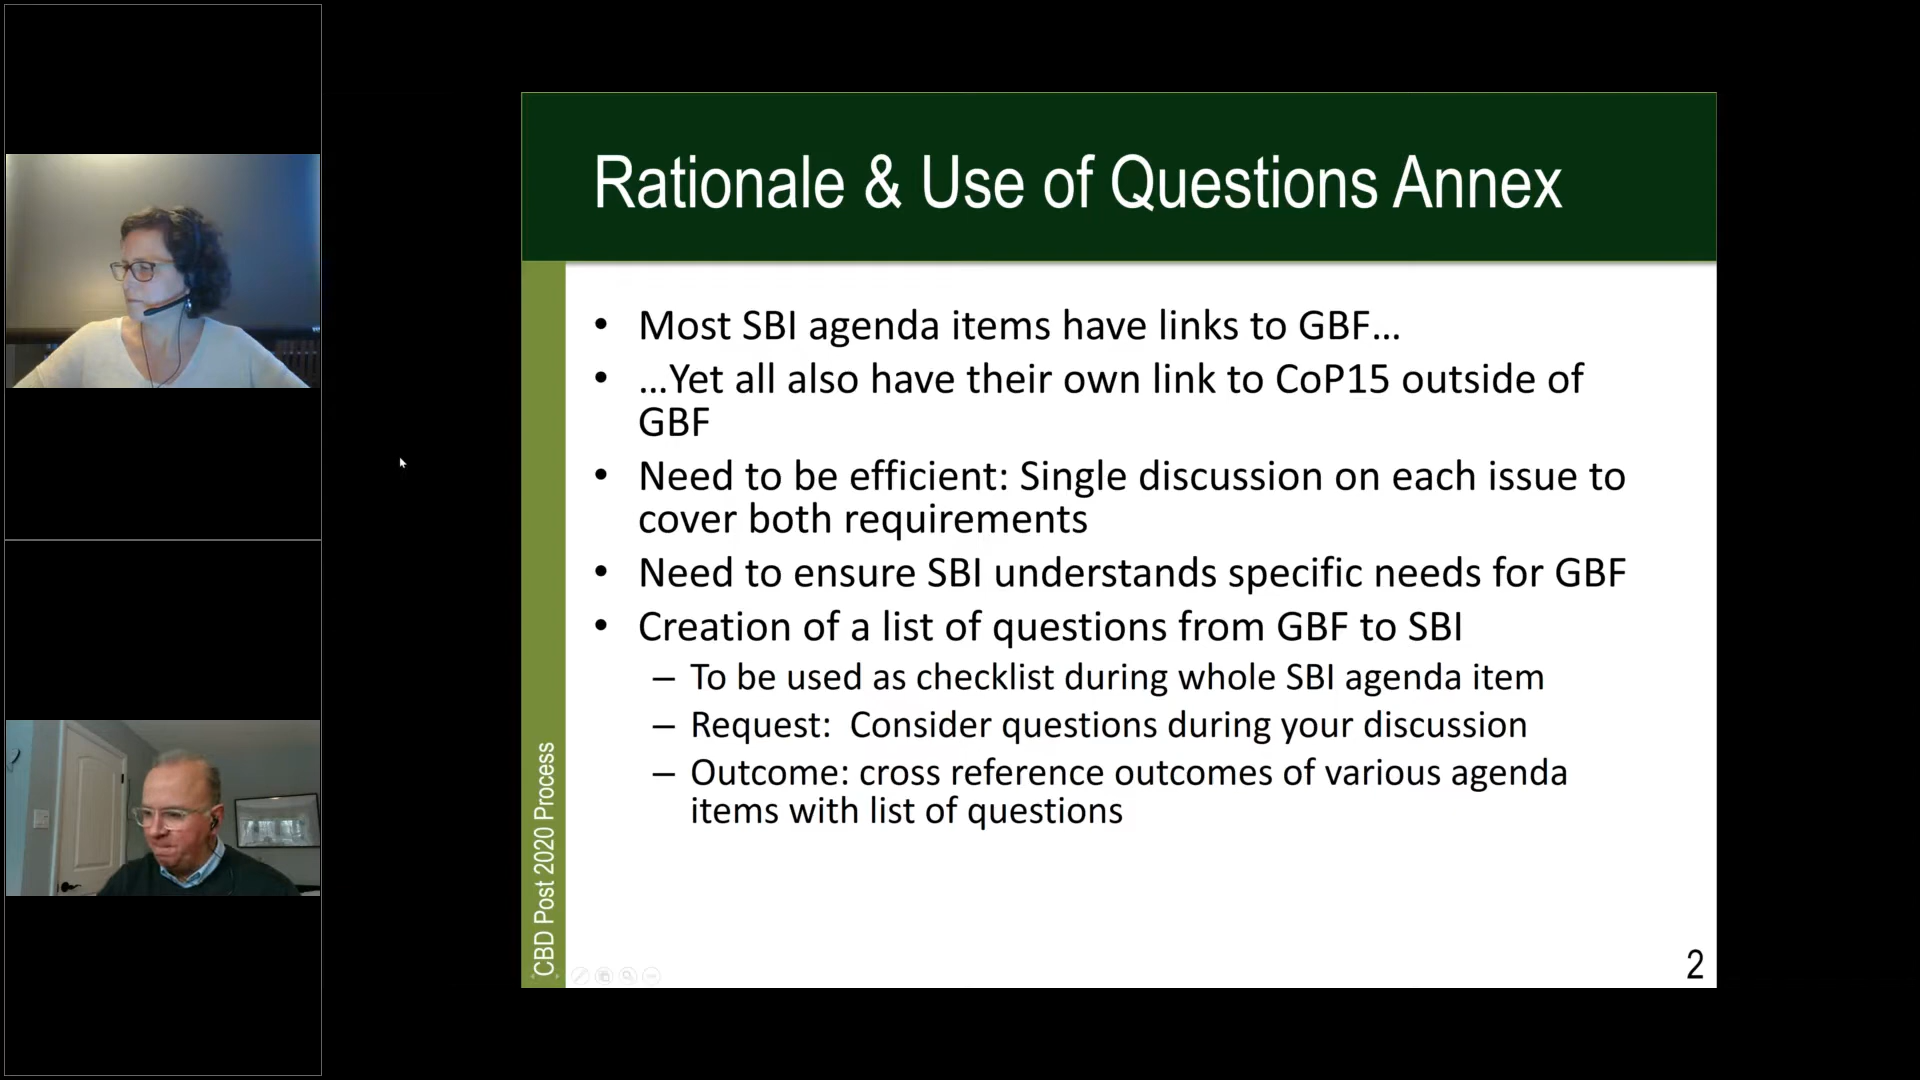 Rationale & Use of Questions Annex
• Most SBI agenda items have links to GBF...
• ...Yet all also have their own link to CoP15 outside of
GBF
• Need to be efficient: Single discussion on each issue to
cover both requirements
• Need to ensure SBI understands specific needs for GBF
• Creation of a list of questions from GBF to SBI
– To be used as checklist during whole SBI agenda item
– Request:  Consider questions during your discussion
– Outcome: cross reference outcomes of various agenda
items with list of questions
CBD Post 2020 Process
2